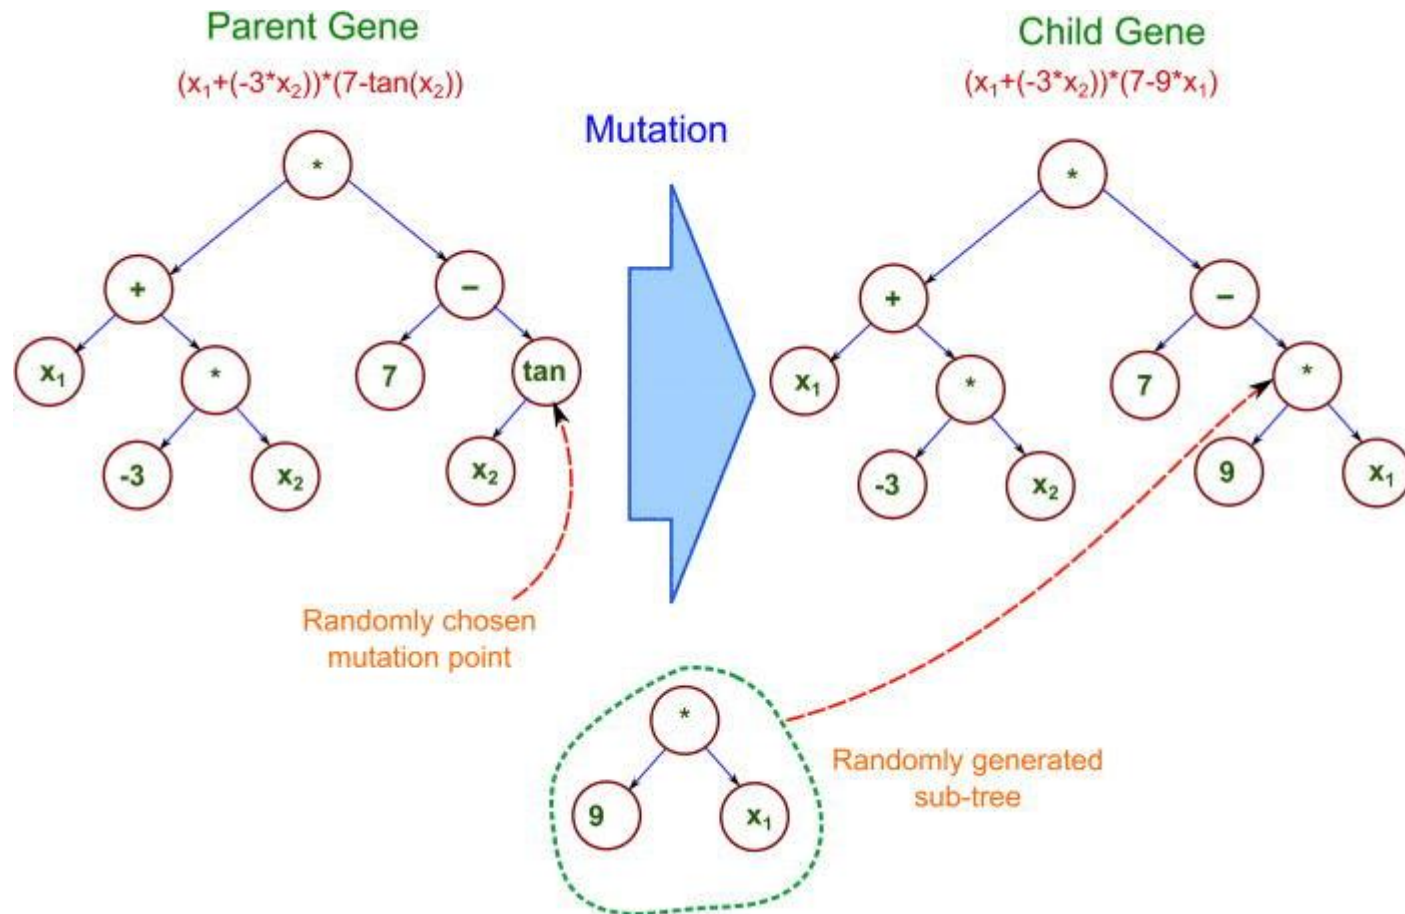 Parent Gene
(x₁+(-3*x₂))*(7-tan(x₂))
Child Gene
(x₁+(-3*x₂))*(7-9*x₁)
Mutation
*
+
–
x₁
*
7
tan
-3
x₂
x₂
*
+
–
x₁
*
7
*
-3
x₂
9
x₁
Randomly chosen
mutation point
*
9
x₁
Randomly generated
sub-tree